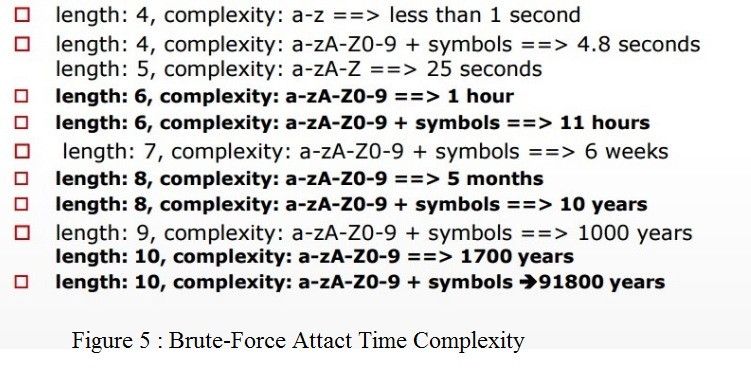 length: 4, complexity: a-z ==> less than 1 second
length: 4, complexity: a-zA-Z0-9 + symbols ==> 4.8 seconds
length: 5, complexity: a-zA-Z ==> 25 seconds
length: 6, complexity: a-zA-Z0-9 ==> 1 hour
length: 6, complexity: a-zA-Z0-9 + symbols ==> 11 hours
length: 7, complexity: a-zA-Z0-9 + symbols ==> 6 weeks
length: 8, complexity: a-zA-Z0-9 ==> 5 months
length: 8, complexity: a-zA-Z0-9 + symbols ==> 10 years
length: 9, complexity: a-zA-Z0-9 + symbols ==> 1000 years
length: 10, complexity: a-zA-Z0-9 ==> 1700 years
length: 10, complexity: a-zA-Z0-9 + symbols ➔91800 years
Figure 5 : Brute-Force Attact Time Complexity